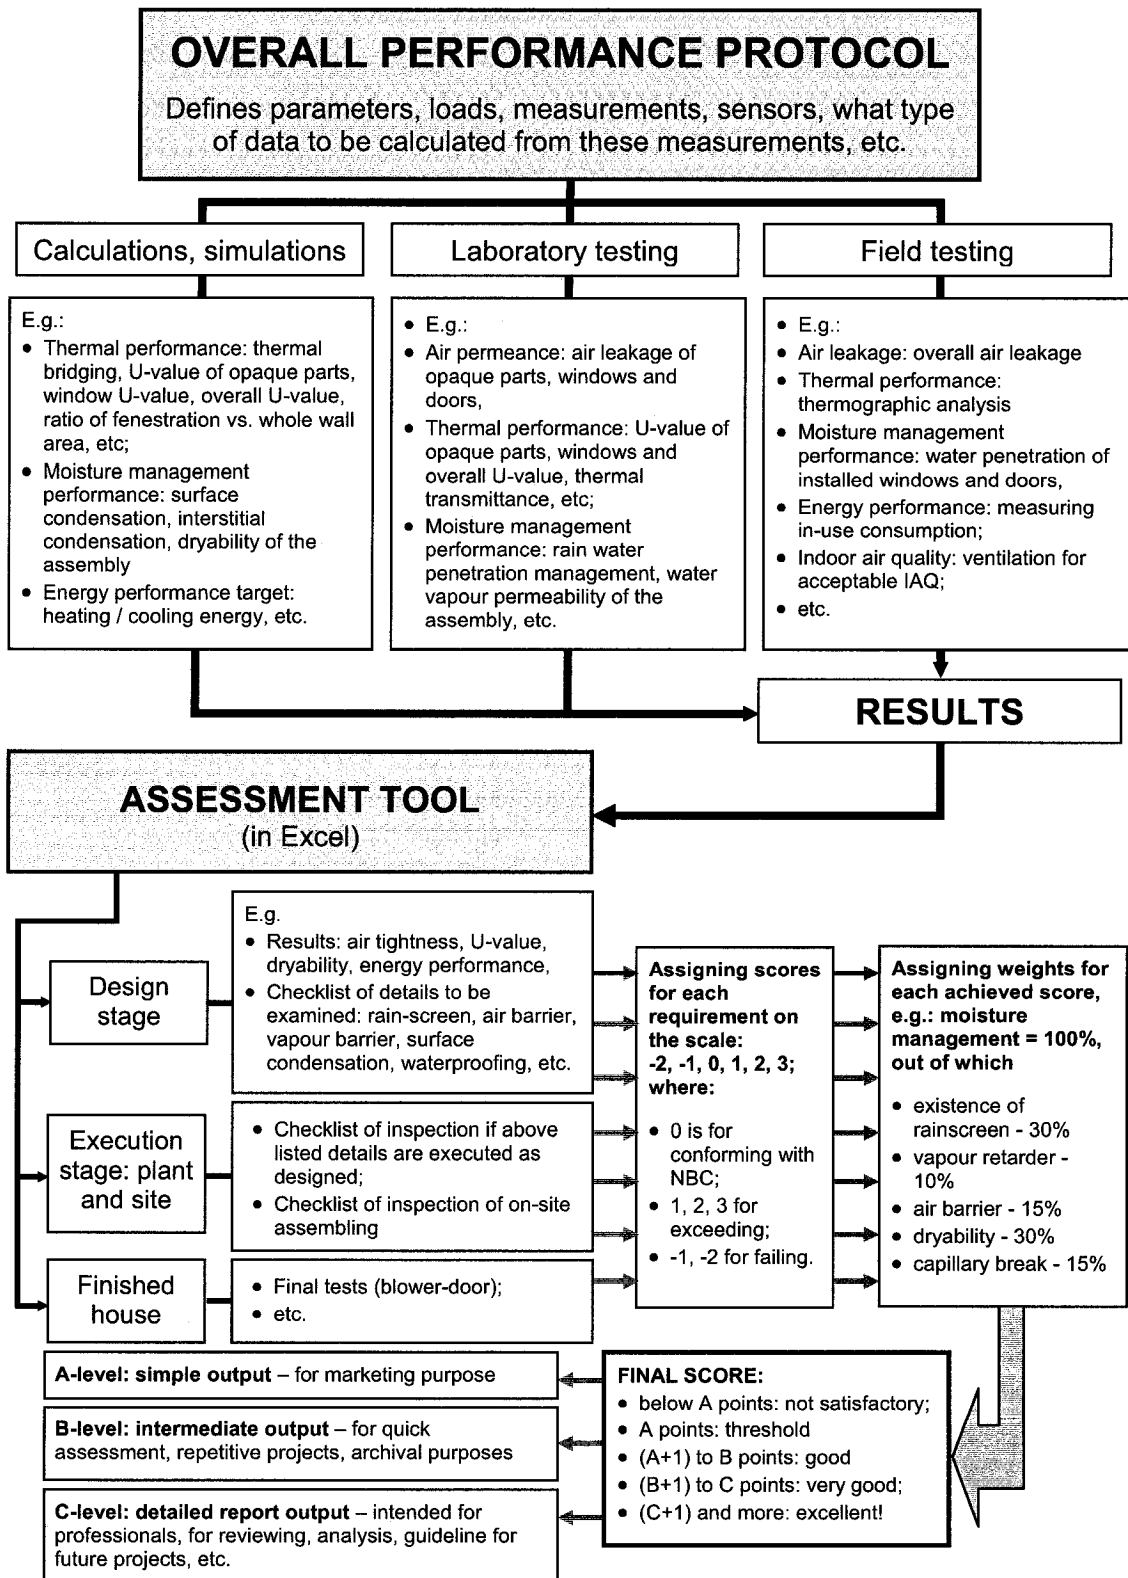 OVERALL PERFORMANCE PROTOCOL
Defines parameters, loads, measurements, sensors, what type
of data to be calculated from these measurements, etc.
Calculations, simulations
Laboratory testing
Field testing
E.g.:
• Thermal performance: thermal
bridging, U-value of opaque parts,
window U-value, overall U-value,
ratio of fenestration vs. whole wall
area, etc;
• Moisture management
performance: surface
condensation, interstitial
condensation, dryability of the
assembly
• Energy performance target:
heating / cooling energy, etc.
• E.g.:
• Air permeance: air leakage of
opaque parts, windows and
doors,
• Thermal performance: U-value of
opaque parts, windows and
overall U-value, thermal
transmittance, etc;
• Moisture management
performance: rain water
penetration management, water
vapour permeability of the
assembly, etc.
• E.g.:
• Air leakage: overall air leakage
• Thermal performance:
thermographic analysis
• Moisture management
performance: water penetration of
installed windows and doors,
• Energy performance: measuring
in-use consumption;
• Indoor air quality: ventilation for
acceptable IAQ;
• etc.
RESULTS
ASSESSMENT TOOL
(in Excel)
Design
stage
E.g.
• Results: air tightness, U-value,
dryability, energy performance,
• Checklist of details to be
examined: rain-screen, air barrier,
vapour barrier, surface
condensation, waterproofing, etc.
Execution
stage: plant
and site
• Checklist of inspection if above
listed details are executed as
designed;
• Checklist of inspection of on-site
assembling
Finished
house
• Final tests (blower-door);
• etc.
Assigning scores
for each
requirement on
the scale:
-2, -1, 0, 1, 2, 3;
where:
• 0 is for
conforming with
NBC;
• 1, 2, 3 for
exceeding;
• -1, -2 for failing.
Assigning weights for
each achieved score,
e.g.: moisture
management = 100%,
out of which
• existence of
rainscreen - 30%
• vapour retarder -
10%
• air barrier - 15%
• dryability - 30%
• capillary break - 15%
A-level: simple output – for marketing purpose
B-level: intermediate output – for quick
assessment, repetitive projects, archival purposes
C-level: detailed report output – intended for
professionals, for reviewing, analysis, guideline for
future projects, etc.
FINAL SCORE:
• below A points: not satisfactory;
• A points: threshold
• (A+1) to B points: good
• (B+1) to C points: very good;
• (C+1) and more: excellent!